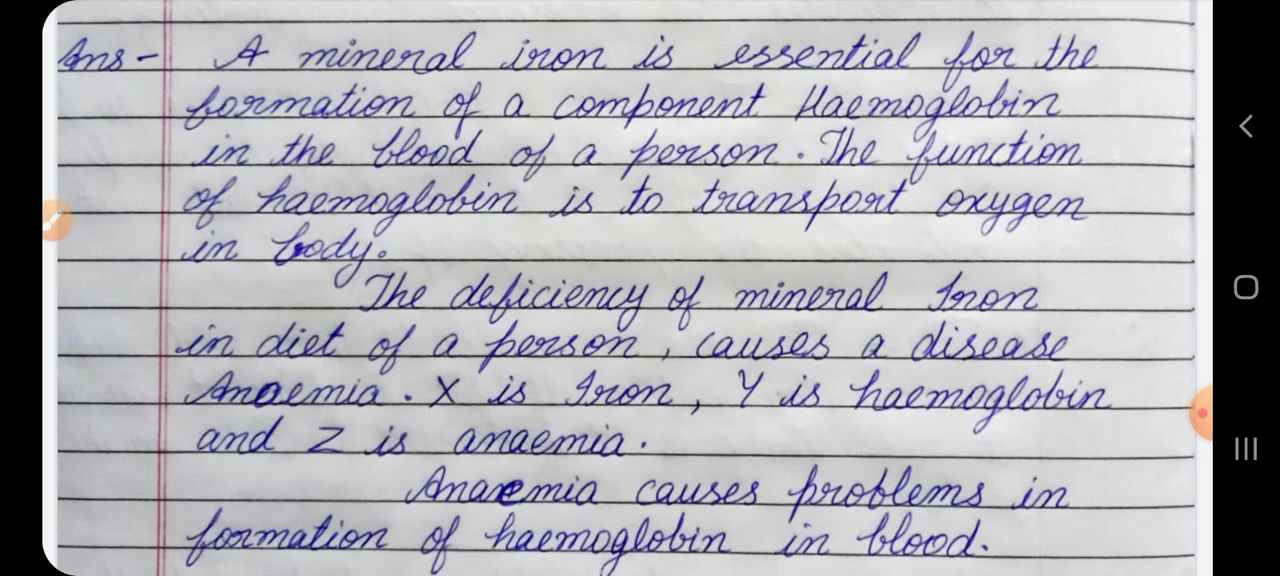 Ans - A mineral iron is essential for the
formation of a component Haemoglobin
in the blood of a person. The function
of haemoglobin is to transport oxygen
in body.
The deficiency of mineral Iron
in diet of a person, causes a disease
Anaemia. X is Iron, Y is haemoglobin
and Z is anaemia.
Anaemia causes problems in
formation of haemoglobin in blood.